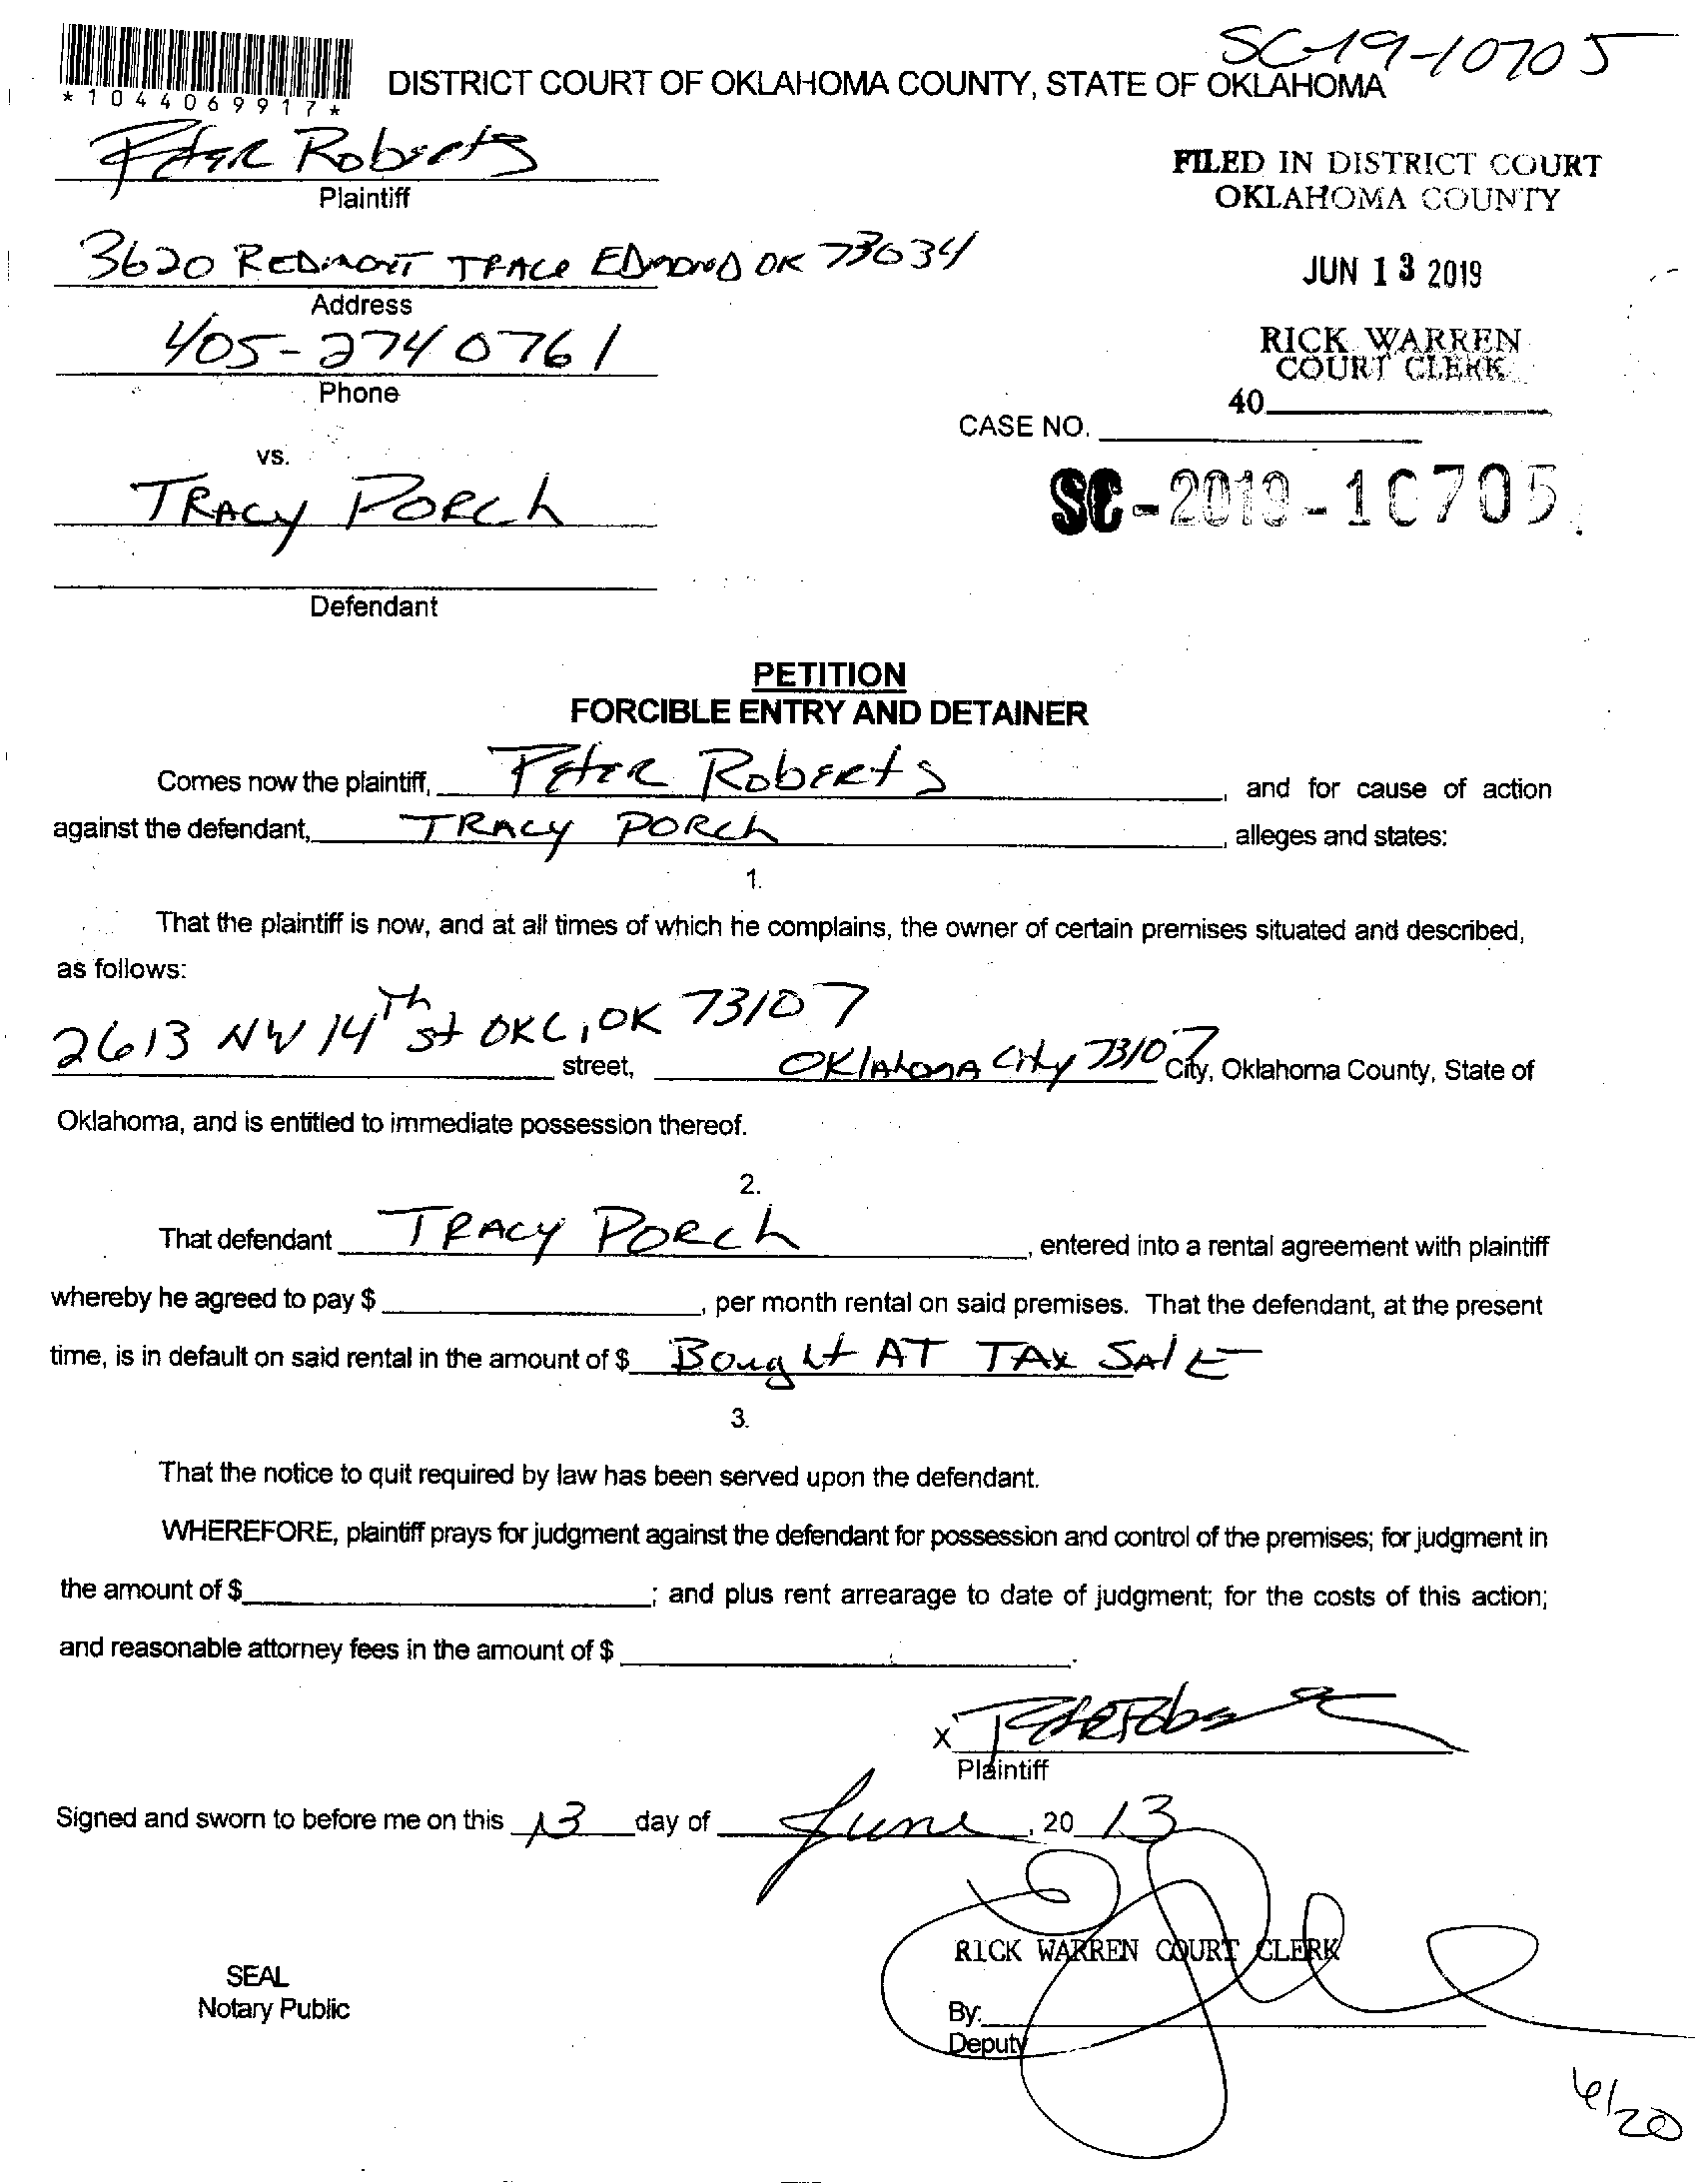 SC-19-10705
*1044069917*
DISTRICT COURT OF OKLAHOMA COUNTY, STATE OF OKLAHOMA
Peter Roberts
Plaintiff
FILED IN DISTRICT COURT
OKLAHOMA COUNTY
3620 REDMONT TRACE EDMOND OK 73034
Address
JUN 13 2019
405-274 0761
Phone
RICK WARREN
COURT CLERK
40
CASE NO.
vs.
TRACY PORCH
SC-2019-10705
Defendant
PETITION
FORCIBLE ENTRY AND DETAINER
Comes now the plaintiff, Peter Roberts, and for cause of action
against the defendant, TRACY PORCH, alleges and states:
1.
That the plaintiff is now, and at all times of which he complains, the owner of certain premises situated and described,
as follows:
2613 NW 14th st OKC, OK 73107 street, OKlAhomA City 73107 City, Oklahoma County, State of
Oklahoma, and is entitled to immediate possession thereof.
2.
That defendant TRACY PORCH, entered into a rental agreement with plaintiff
whereby he agreed to pay $, per month rental on said premises. That the defendant, at the present
time, is in default on said rental in the amount of $ Bought AT TAX SAlE
3.
That the notice to quit required by law has been served upon the defendant.
WHEREFORE, plaintiff prays for judgment against the defendant for possession and control of the premises; for judgment in
the amount of $; and plus rent arrearage to date of judgment; for the costs of this action;
and reasonable attorney fees in the amount of $.
X
Plaintiff
Signed and sworn to before me on this 13 day of June, 20 13
RICK WARREN COURT CLERK
SEAL
Notary Public
By:
Deputy
6/20